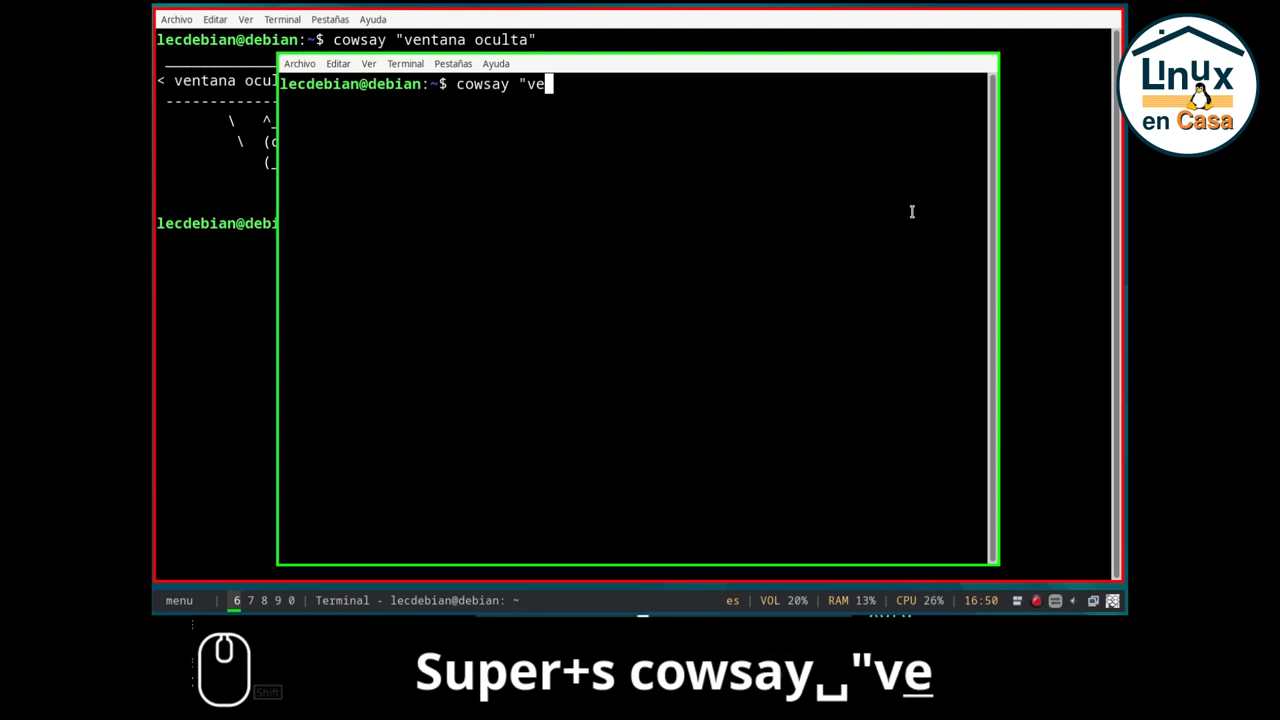 Archivo Editar Ver Terminal Pestañas Ayuda
lecdebian@debian:~$ cowsay "ventana oculta"
< ventana ocul
-------------
\ ^_
\ (o
(_
lecdebian@debi
Archivo Editar Ver Terminal Pestañas Ayuda
lecdebian@debian:~$ cowsay "ve
LInux
en Casa
menu | 6 7 8 9 0 | Terminal - lecdebian@debian: ~
es | VOL 20% | RAM 13% | CPU 26% | 16:50
Shift
Super+s cowsay␣"ve